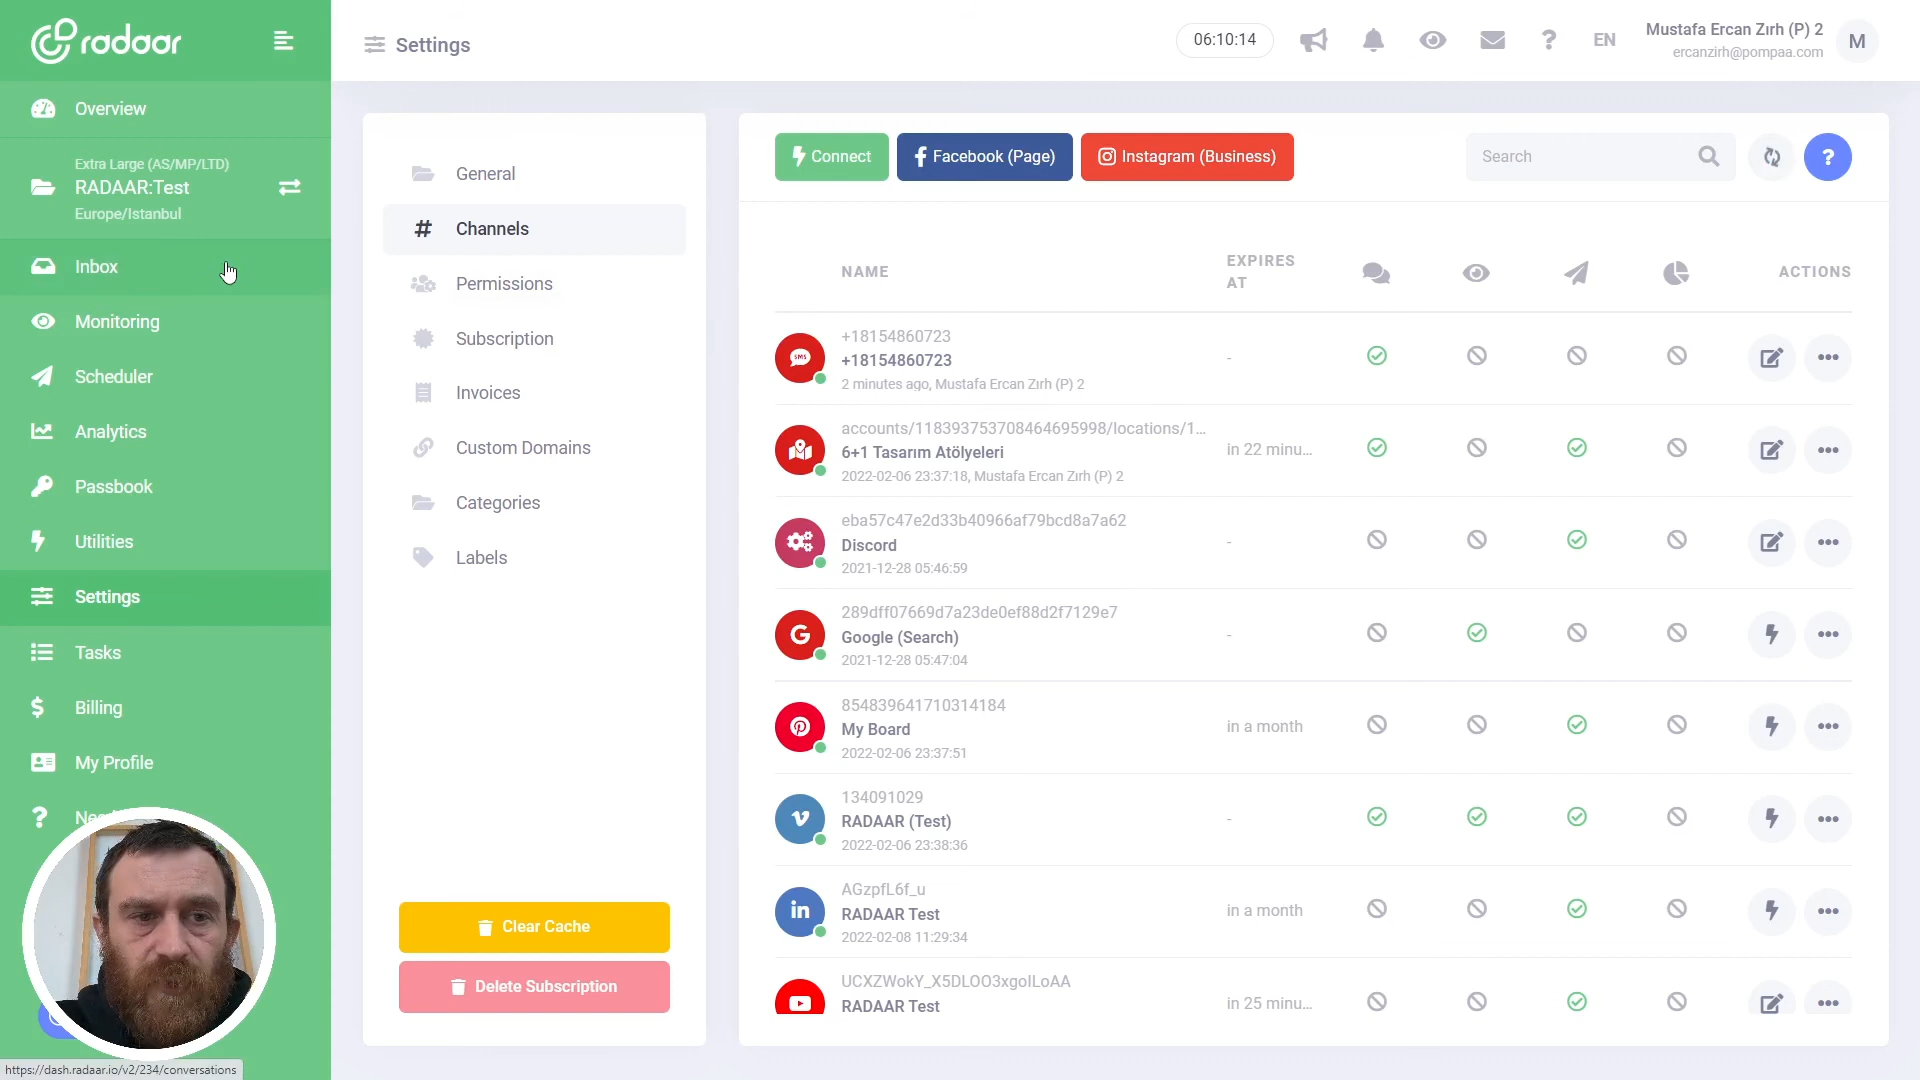 radaar
Settings
06:10:14
EN
Mustafa Ercan Zırh (P) 2
ercanzirh@pompaa.com
M
Overview
Extra Large (AS/MP/LTD)
RADAAR:Test
Europe/Istanbul
Inbox
Monitoring
Scheduler
Analytics
Passbook
Utilities
Settings
Tasks
Billing
My Profile
https://dash.radaar.io/v2/234/conversations
General
Channels
Permissions
Subscription
Invoices
Custom Domains
Categories
Labels
Clear Cache
Delete Subscription
Connect
Facebook (Page)
Instagram (Business)
Search
NAME
EXPIRES
AT
ACTIONS
SMS
+18154860723
+18154860723
-
2 minutes ago, Mustafa Ercan Zırh (P) 2
accounts/118393753708464695998/locations/1...
6+1 Tasarım Atölyeleri
in 22 minu...
2022-02-06 23:37:18, Mustafa Ercan Zırh (P) 2
eba57c47e2d33b40966af79bcd8a7a62
Discord
-
2021-12-28 05:46:59
289dff07669d7a23de0ef88d2f7129e7
Google (Search)
-
2021-12-28 05:47:04
854839641710314184
My Board
in a month
2022-02-06 23:37:51
134091029
RADAAR (Test)
-
2022-02-06 23:38:36
AGzpfL6f_u
RADAAR Test
in a month
2022-02-08 11:29:34
RADAAR Test
in 25 minu...